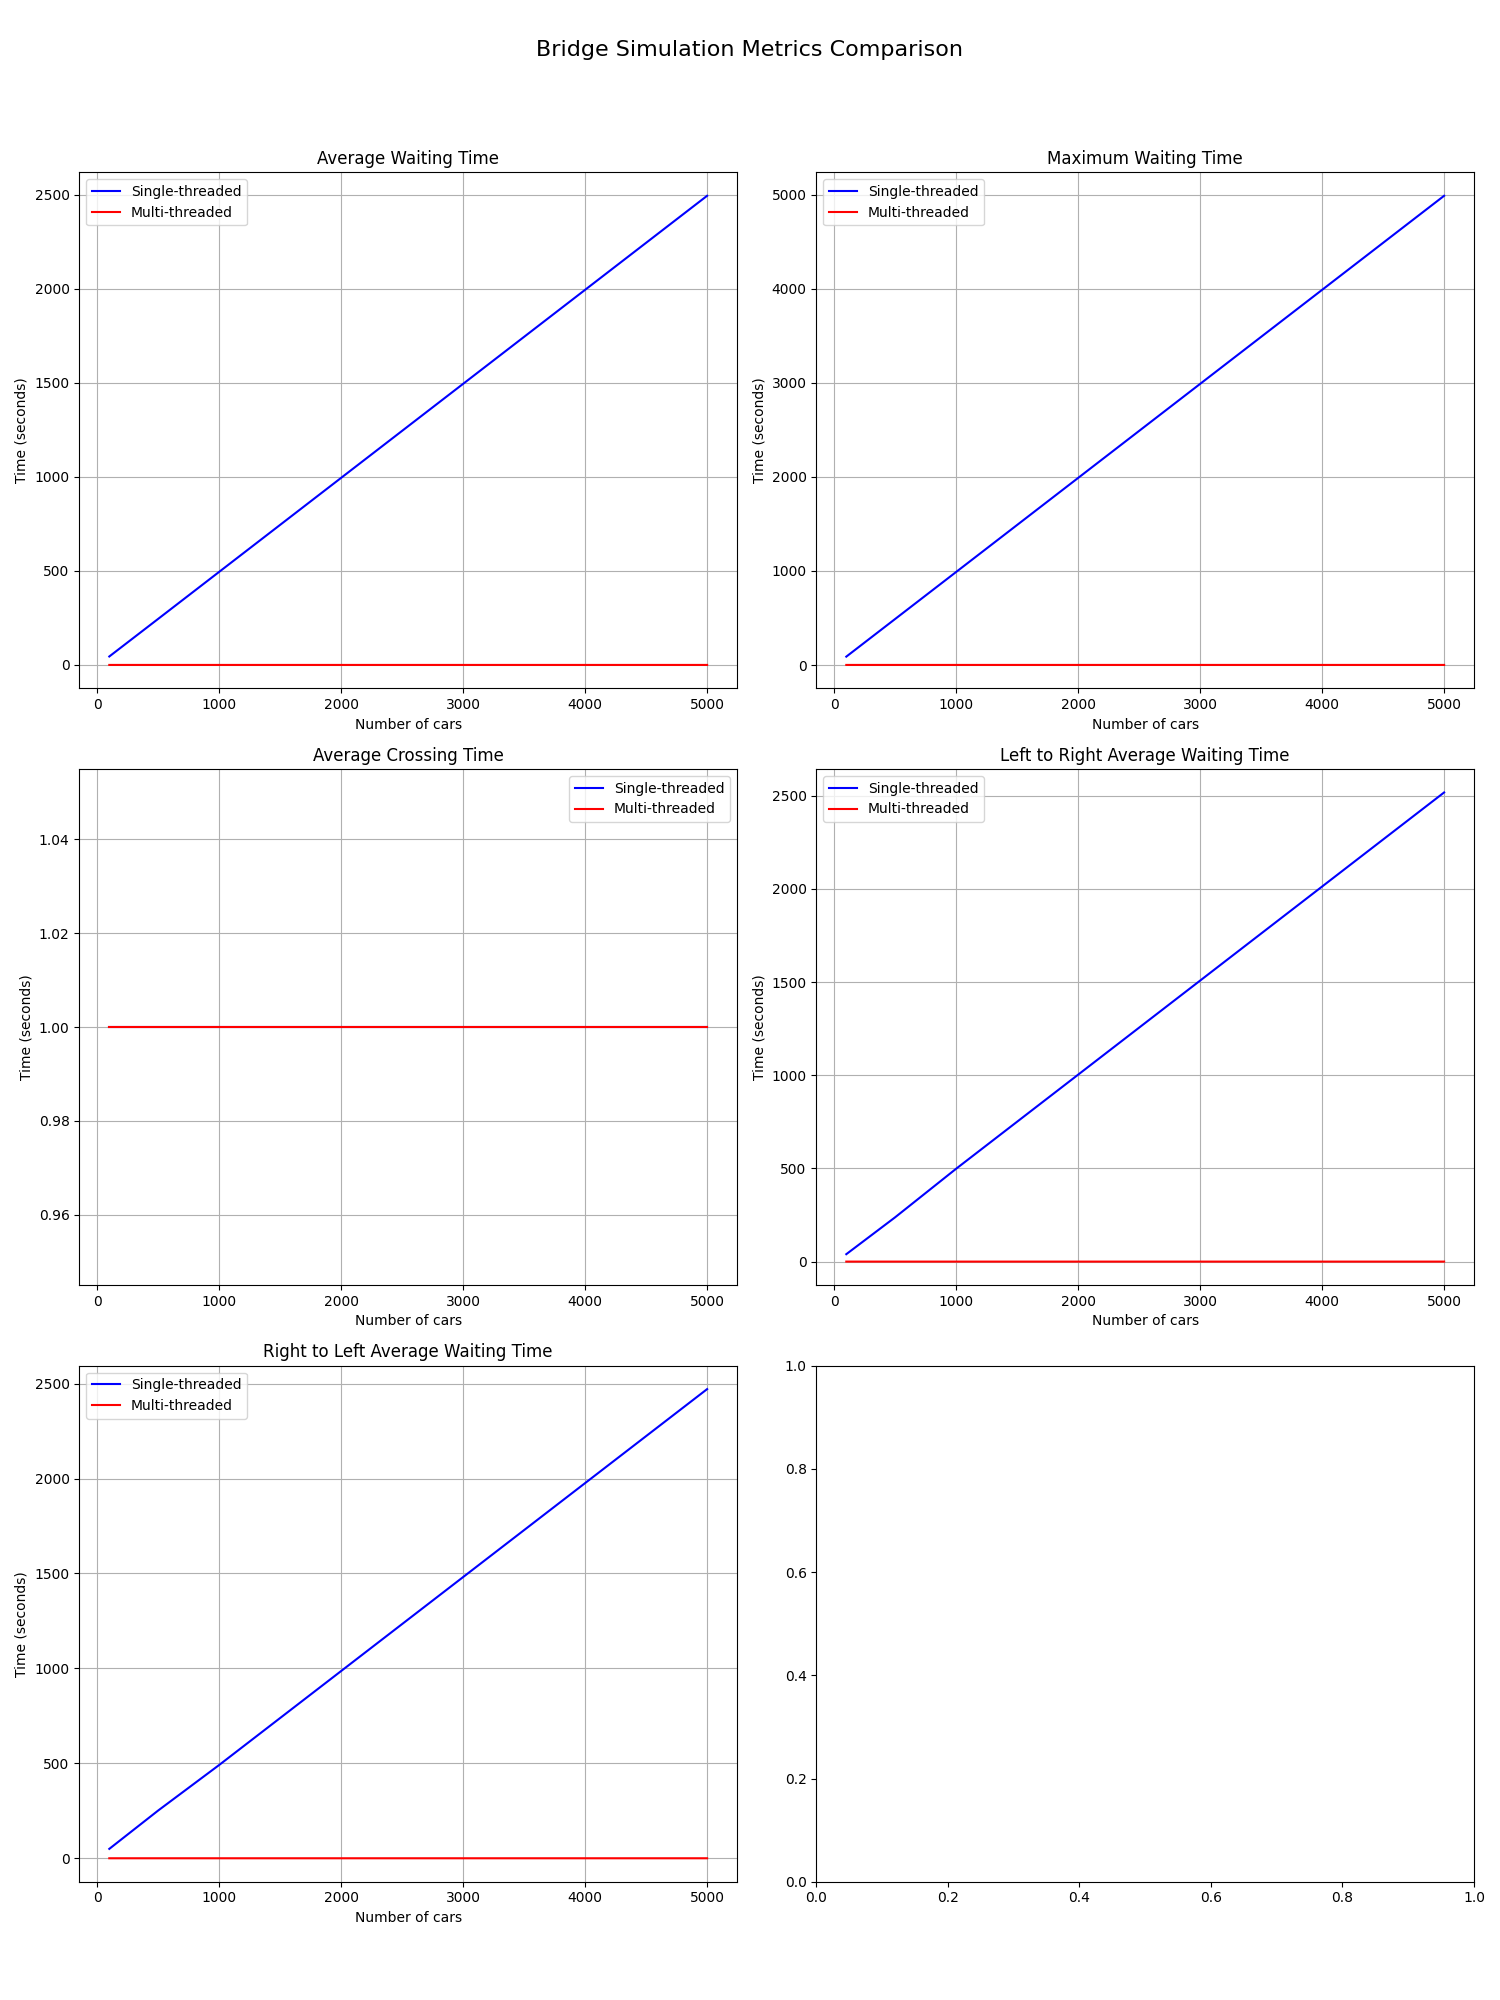 Bridge Simulation Metrics Comparison
Average Waiting Time
Single-threaded
Multi-threaded
2500
2000
1500
1000
500
0
Time (seconds)
0 1000 2000 3000 4000 5000
Number of cars
Maximum Waiting Time
Single-threaded
Multi-threaded
5000
4000
3000
2000
1000
0
Time (seconds)
0 1000 2000 3000 4000 5000
Number of cars
Average Crossing Time
Single-threaded
Multi-threaded
1.04
1.02
1.00
0.98
0.96
Time (seconds)
0 1000 2000 3000 4000 5000
Number of cars
Left to Right Average Waiting Time
Single-threaded
Multi-threaded
2500
2000
1500
1000
500
0
Time (seconds)
0 1000 2000 3000 4000 5000
Number of cars
Right to Left Average Waiting Time
Single-threaded
Multi-threaded
2500
2000
1500
1000
500
0
Time (seconds)
0 1000 2000 3000 4000 5000
Number of cars
1.0
0.8
0.6
0.4
0.2
0.0
0.0 0.2 0.4 0.6 0.8 1.0